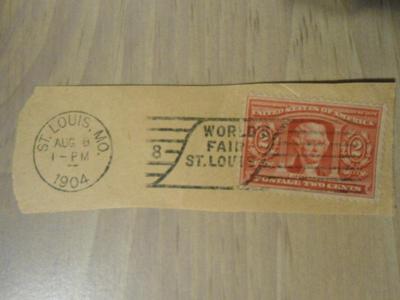 ST. LOUIS, MO.
AUG 8
1-PM
1904
8
WORLD'S
FAIR
ST. LOUIS
UNITED STATES OF AMERICA
2 2
POSTAGE TWO CENTS